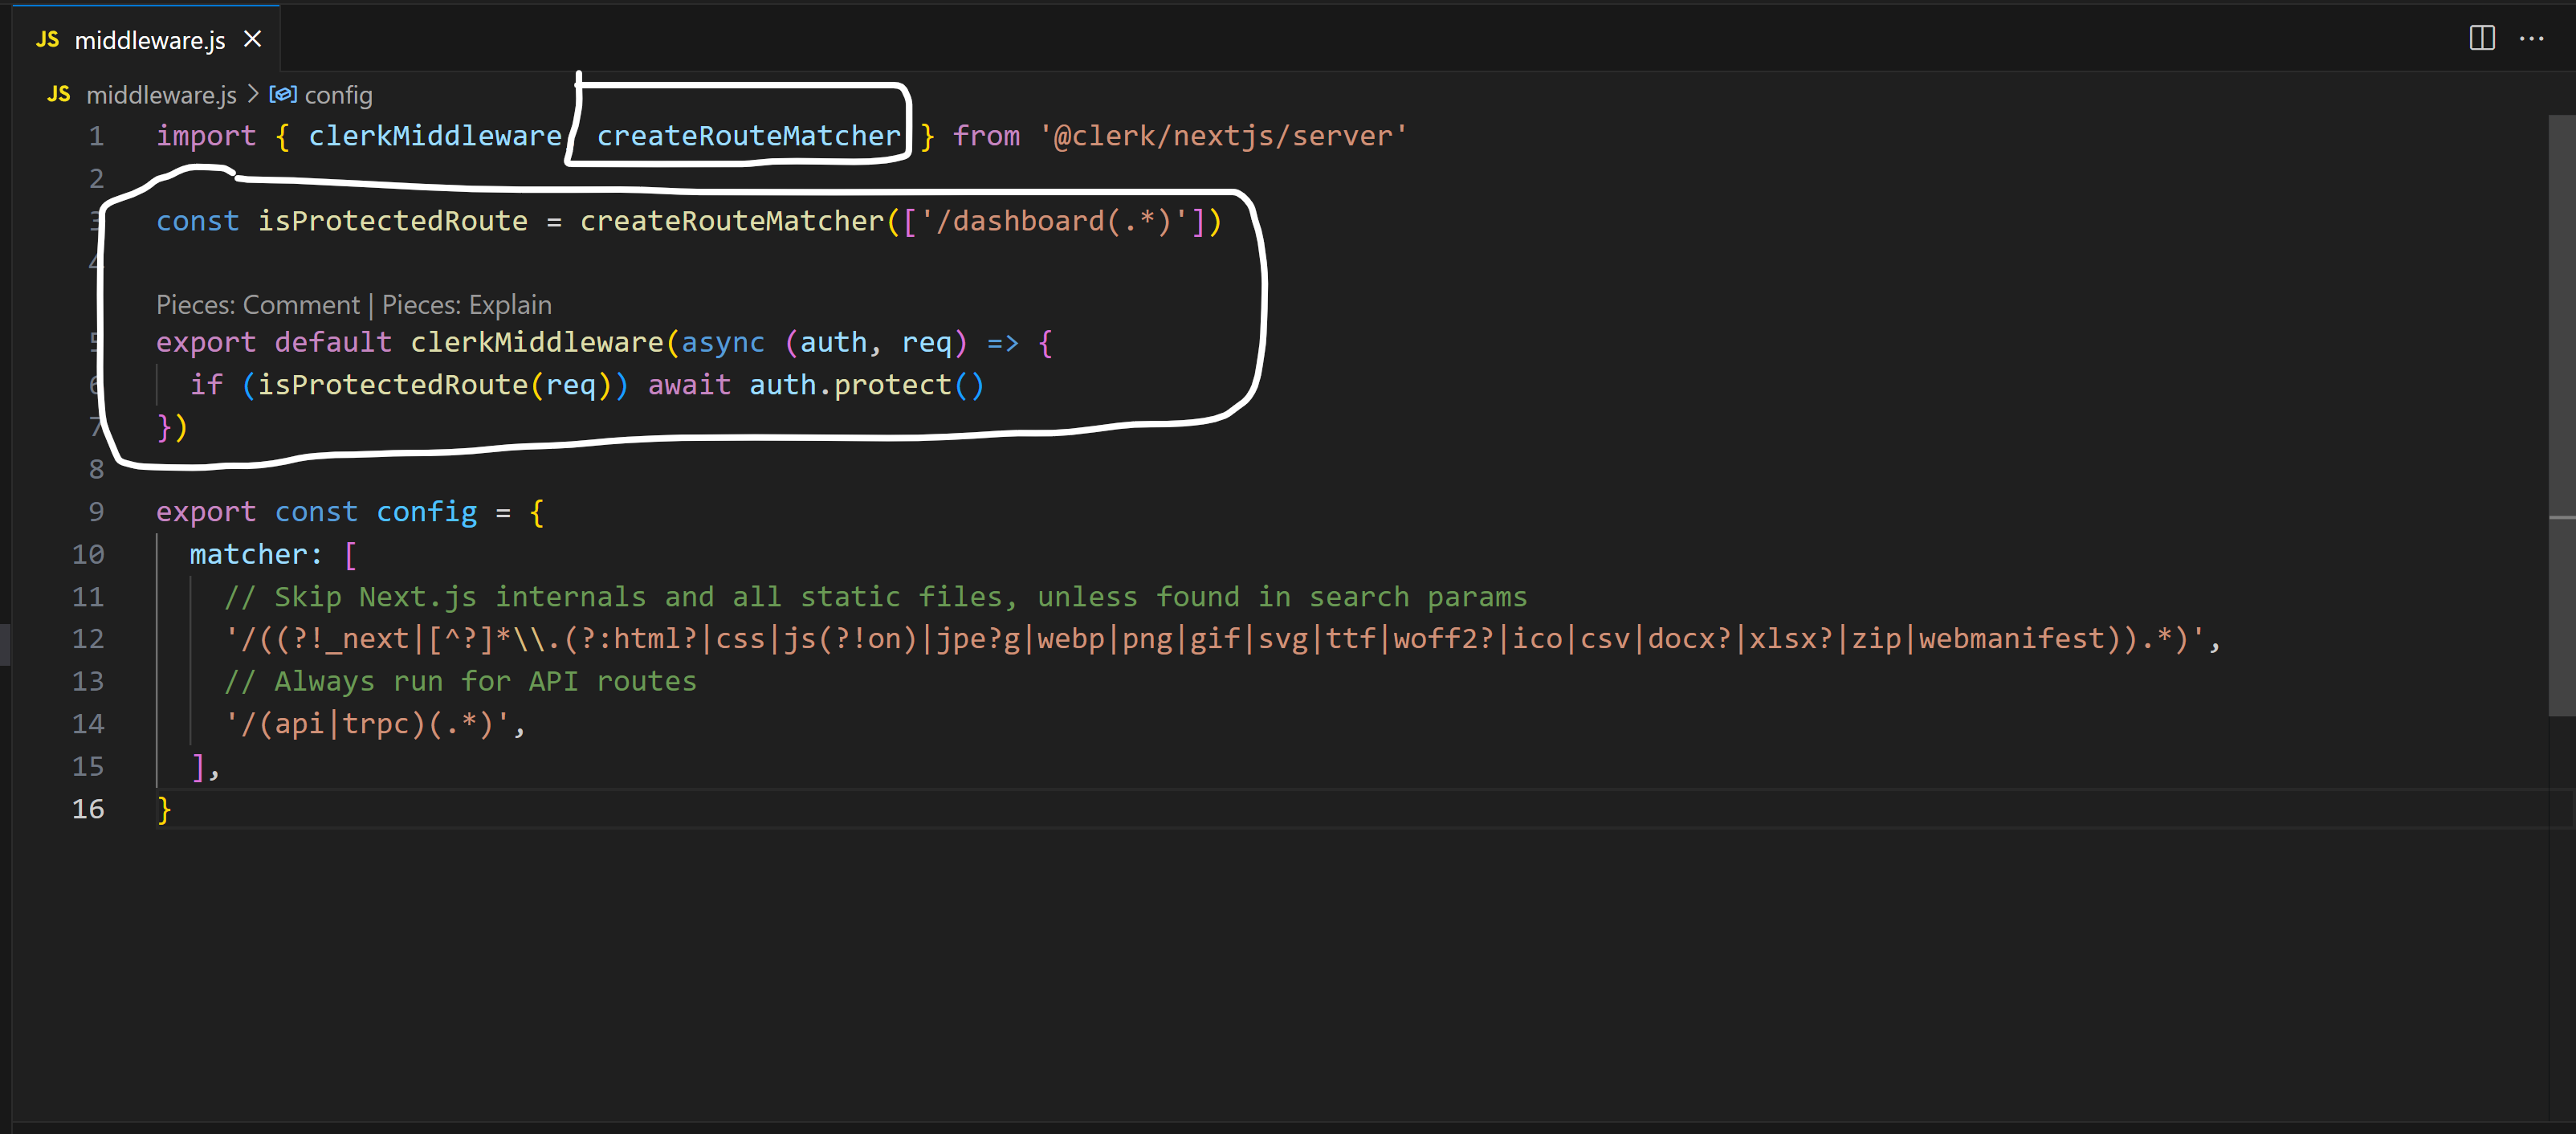 JS middleware.js
JS middleware.js > config
1 import { clerkMiddleware createRouteMatcher } from '@clerk/nextjs/server'
2
3 const isProtectedRoute = createRouteMatcher(['/dashboard(.*)'])
4
Pieces: Comment | Pieces: Explain
5 export default clerkMiddleware(async (auth, req) => {
6 if (isProtectedRoute(req)) await auth.protect()
7 })
8
9 export const config = {
10 matcher: [
11 // Skip Next.js internals and all static files, unless found in search params
12 '/((?!_next|[^?]*\\.(?:html?|css|js(?!on)|jpe?g|webp|png|gif|svg|ttf|woff2?|ico|csv|docx?|xlsx?|zip|webmanifest)).*)',
13 // Always run for API routes
14 '/(api|trpc)(.*)',
15 ],
16 }